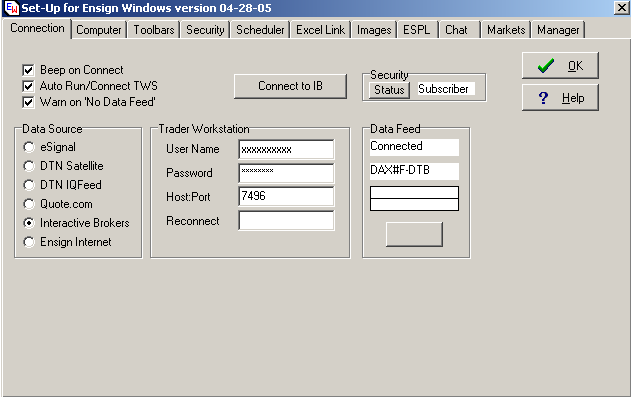 Set-Up for Ensign Windows version 04-28-05
Connection Computer Toolbars Security Scheduler Excel Link Images ESPL Chat Markets Manager
Beep on Connect
Auto Run/Connect TWS
Warn on 'No Data Feed'
Connect to IB
Security
Status Subscriber
OK
? Help
Data Source
eSignal
DTN Satellite
DTN IQFeed
Quote.com
Interactive Brokers
Ensign Internet
Trader Workstation
User Name xxxxxxxxxx
Password xxxxxxxx
Host:Port 7496
Reconnect
Data Feed
Connected
DAX#F-DTB